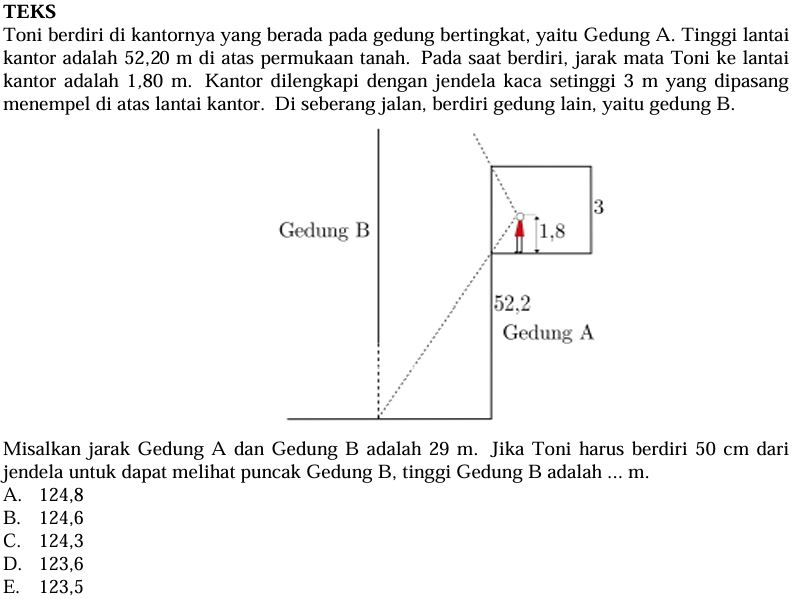 TEKS
Toni berdiri di kantornya yang berada pada gedung bertingkat, yaitu Gedung A. Tinggi lantai
kantor adalah 52,20 m di atas permukaan tanah. Pada saat berdiri, jarak mata Toni ke lantai
kantor adalah 1,80 m. Kantor dilengkapi dengan jendela kaca setinggi 3 m yang dipasang
menempel di atas lantai kantor. Di seberang jalan, berdiri gedung lain, yaitu gedung B.
3
Gedung B
1,8
52,2
Gedung A
Misalkan jarak Gedung A dan Gedung B adalah 29 m. Jika Toni harus berdiri 50 cm dari
jendela untuk dapat melihat puncak Gedung B, tinggi Gedung B adalah ... m.
A. 124,8
B. 124,6
C. 124,3
D. 123,6
E. 123,5